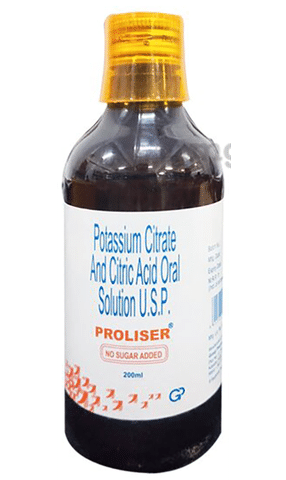 Potassium Citrate
And Citric Acid Oral
Solution U.S.P.
PROLISER®
NO SUGAR ADDED
200ml